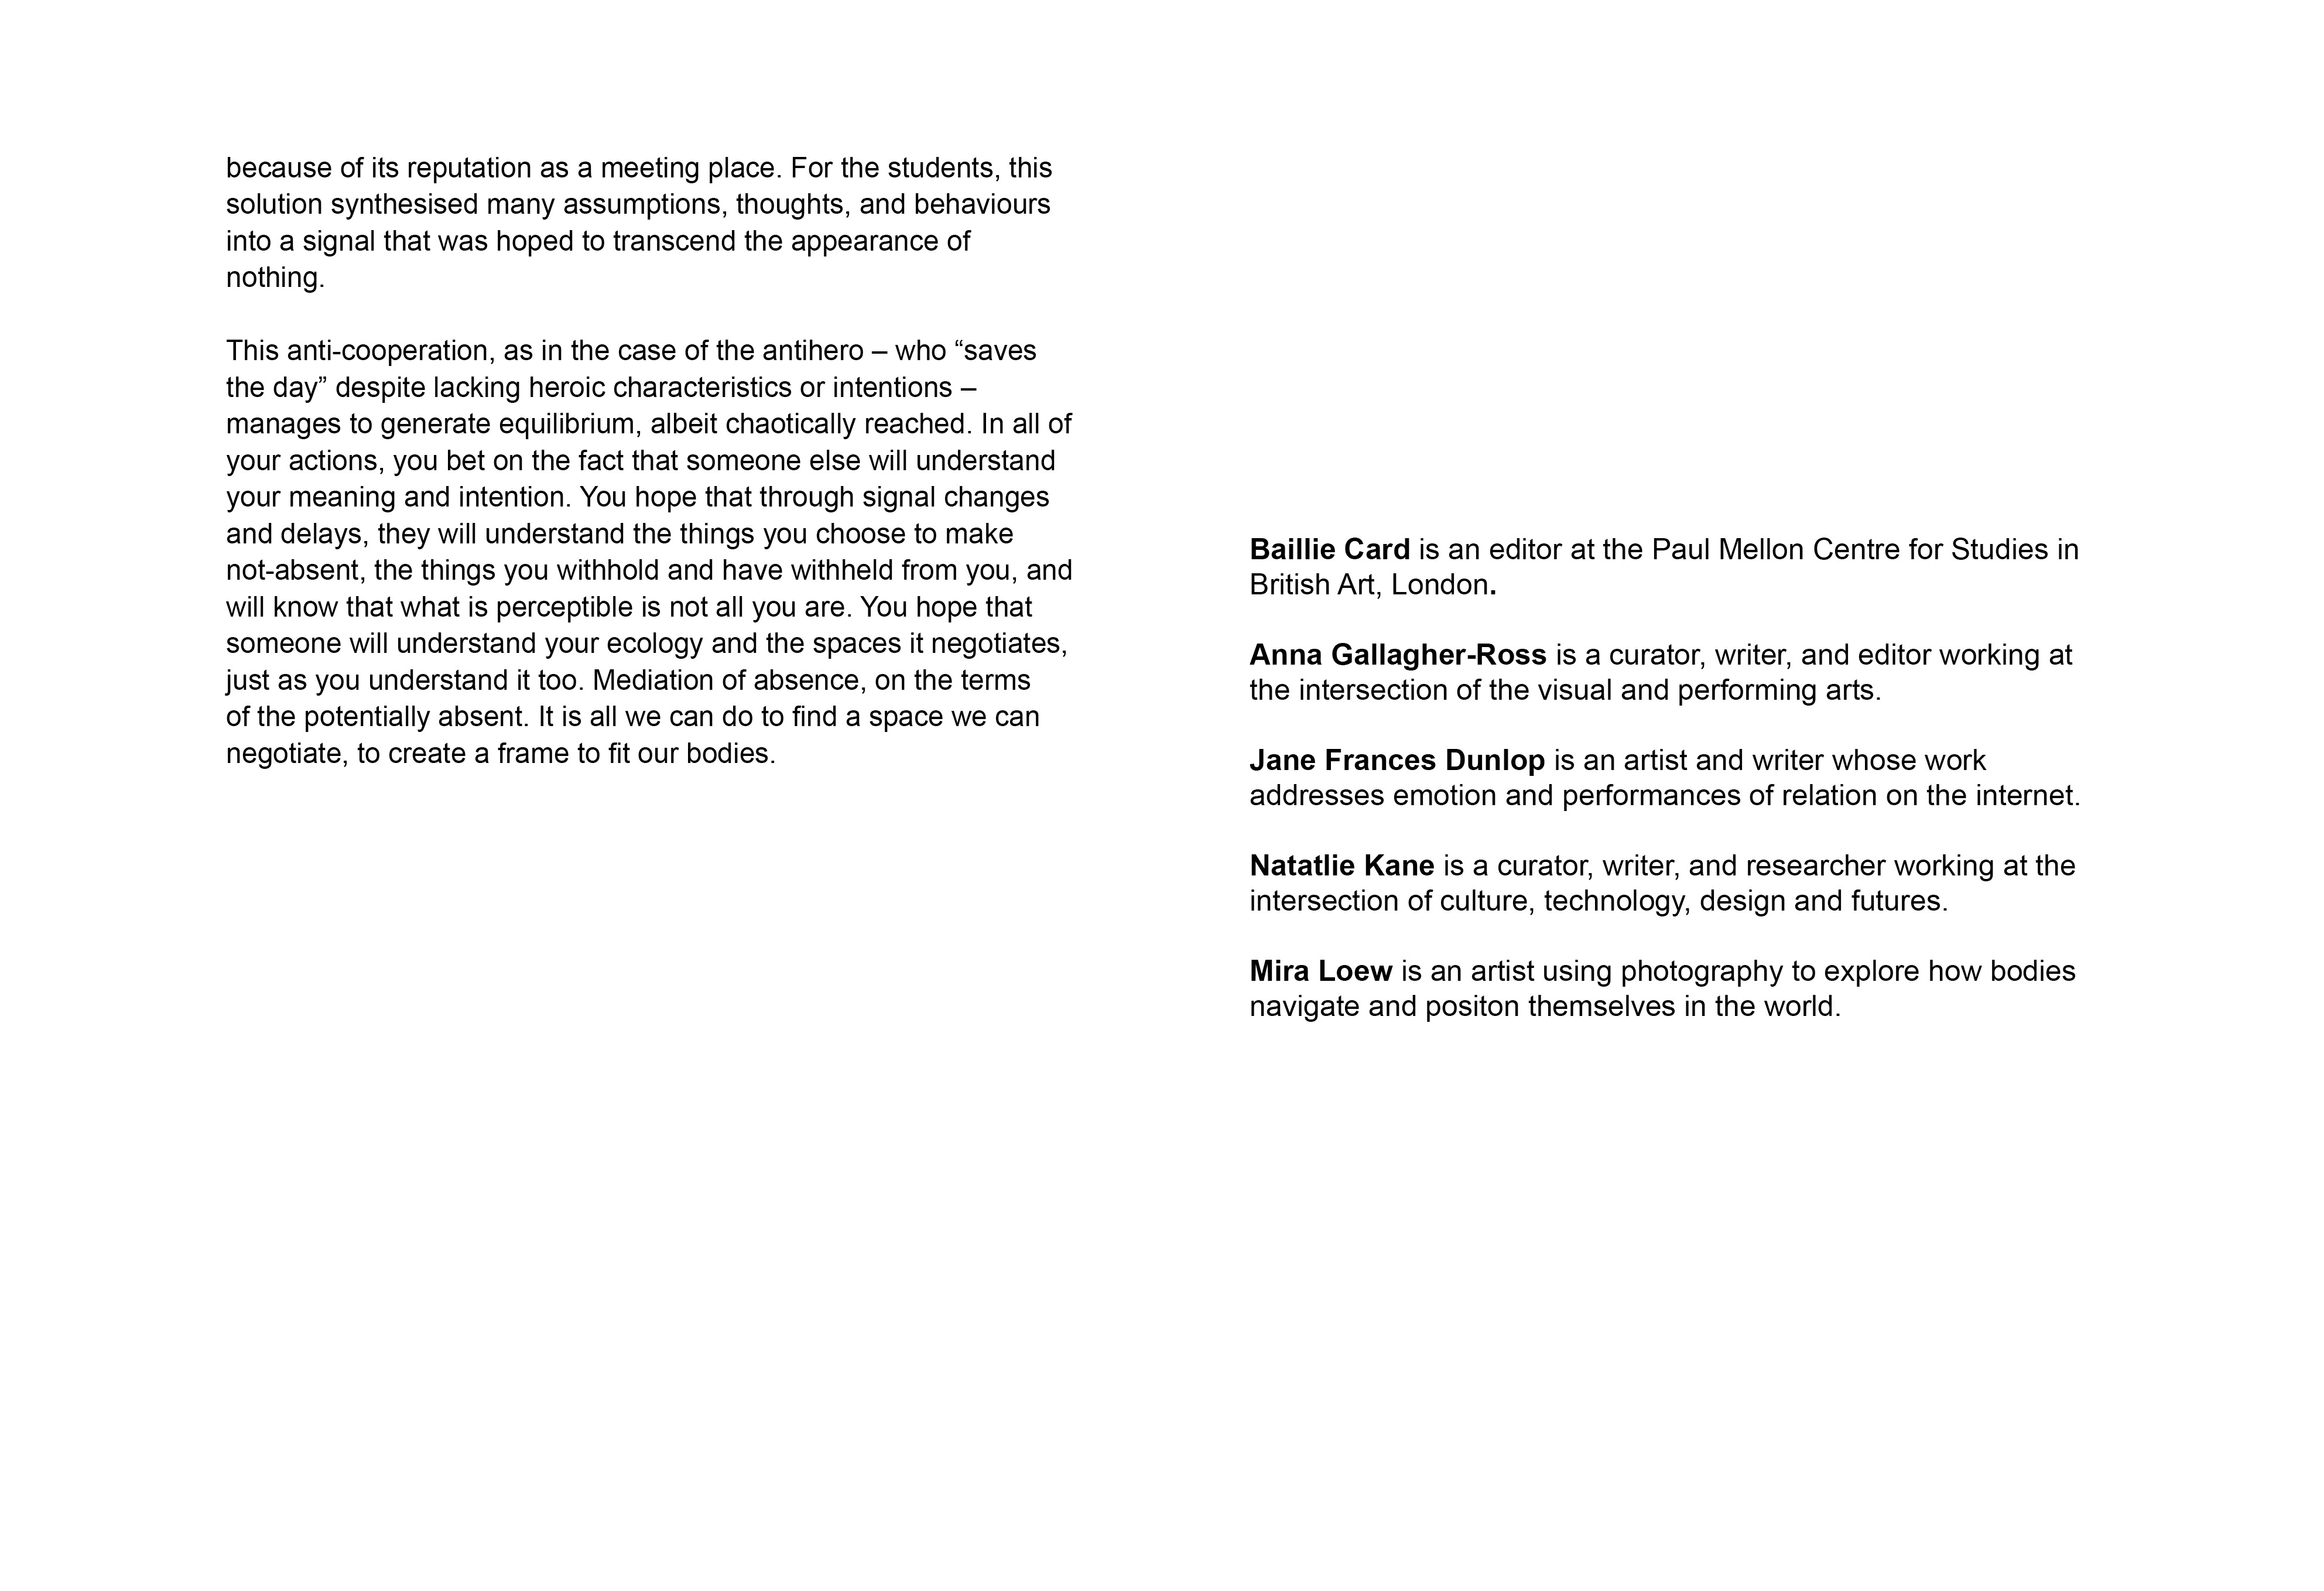 because of its reputation as a meeting place. For the students, this
solution synthesised many assumptions, thoughts, and behaviours
into a signal that was hoped to transcend the appearance of
nothing.
This anti-cooperation, as in the case of the antihero – who “saves
the day” despite lacking heroic characteristics or intentions –
manages to generate equilibrium, albeit chaotically reached. In all of
your actions, you bet on the fact that someone else will understand
your meaning and intention. You hope that through signal changes
and delays, they will understand the things you choose to make
not-absent, the things you withhold and have withheld from you, and
will know that what is perceptible is not all you are. You hope that
someone will understand your ecology and the spaces it negotiates,
just as you understand it too. Mediation of absence, on the terms
of the potentially absent. It is all we can do to find a space we can
negotiate, to create a frame to fit our bodies.
Baillie Card is an editor at the Paul Mellon Centre for Studies in
British Art, London.
Anna Gallagher-Ross is a curator, writer, and editor working at
the intersection of the visual and performing arts.
Jane Frances Dunlop is an artist and writer whose work
addresses emotion and performances of relation on the internet.
Natatlie Kane is a curator, writer, and researcher working at the
intersection of culture, technology, design and futures.
Mira Loew is an artist using photography to explore how bodies
navigate and positon themselves in the world.